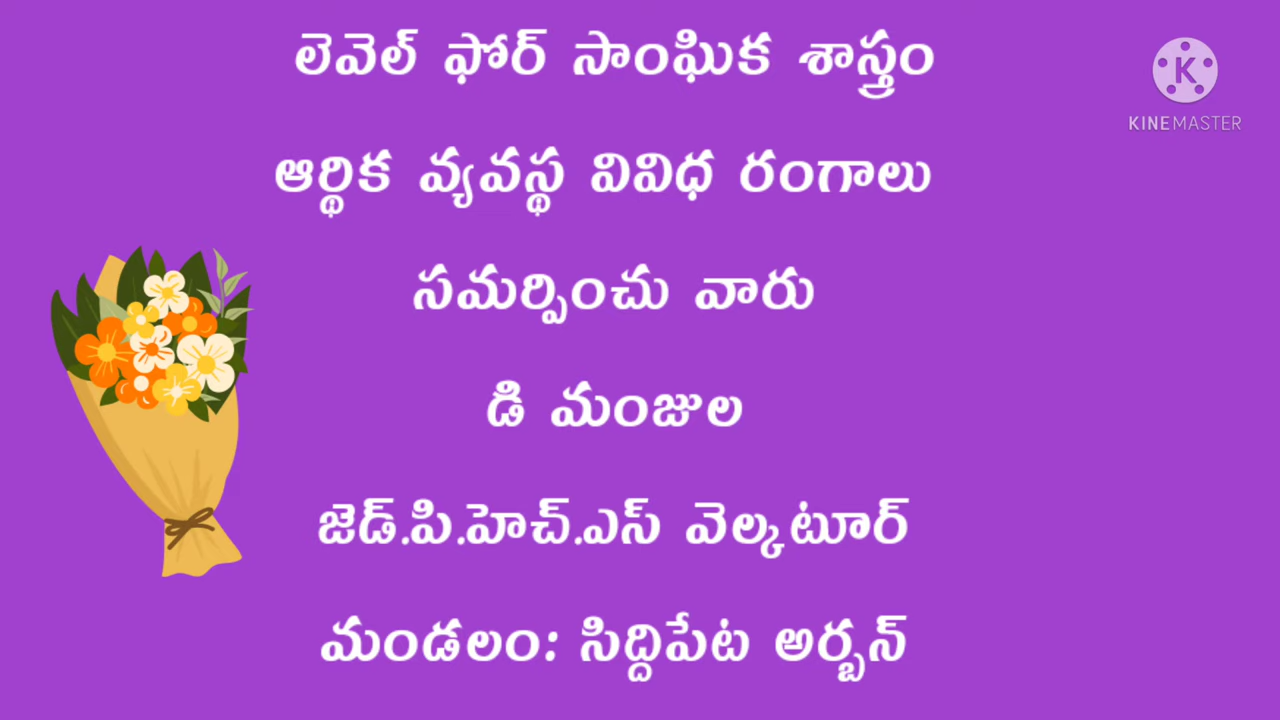 లెవెల్ ఫోర్ సాంఘిక శాస్త్రం
K
KINEMASTER
ఆర్థిక వ్యవస్థ వివిధ రంగాలు
సమర్పించు వారు
డి మంజుల
జెడ్.పి.హెచ్.ఎస్ వెల్కటూర్
మండలం: సిద్దిపేట అర్బన్